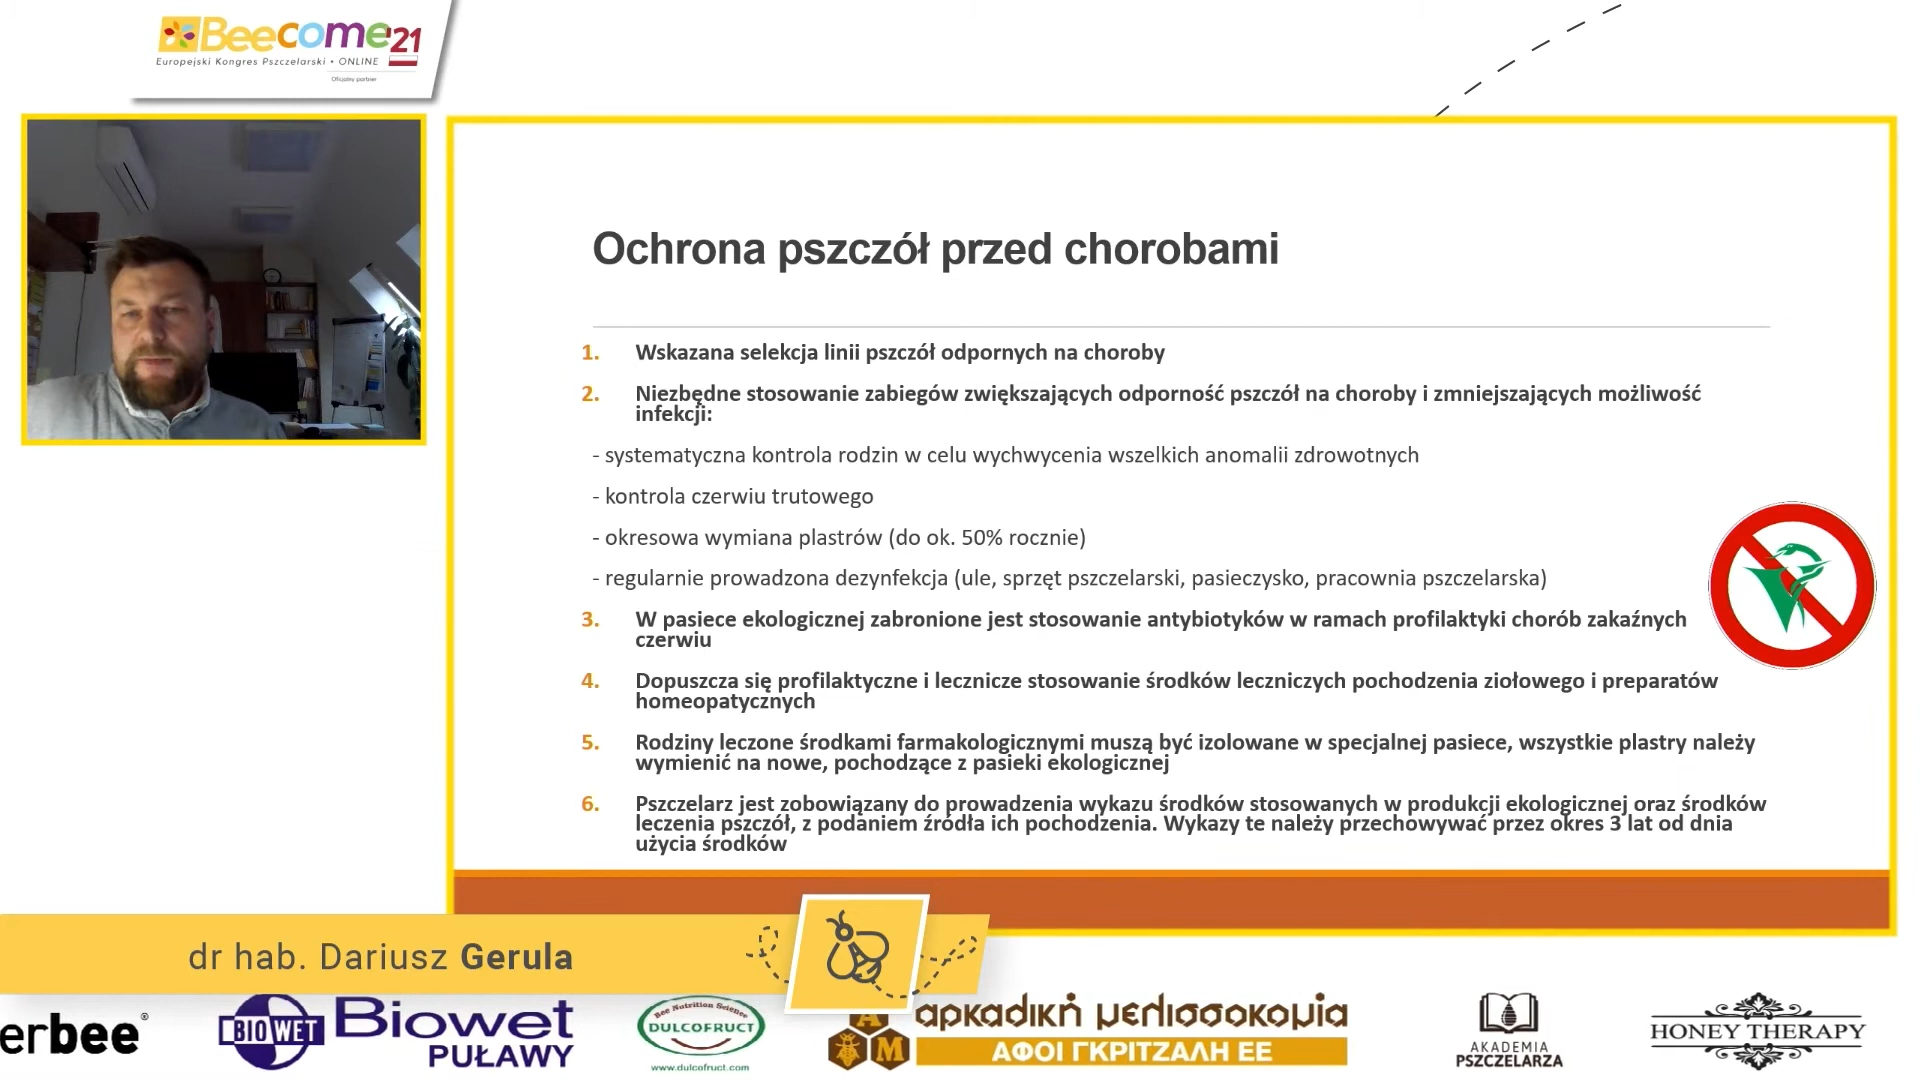 Beecome'21
Europejski Kongres Pszczelarski • ONLINE
Oficjalny partner
Ochrona pszczół przed chorobami
1. Wskazana selekcja linii pszczół odpornych na choroby
2. Niezbędne stosowanie zabiegów zwiększających odporność pszczół na choroby i zmniejszających możliwość
infekcji:
- systematyczna kontrola rodzin w celu wychwycenia wszelkich anomalii zdrowotnych
- kontrola czerwiu trutowego
- okresowa wymiana plastrów (do ok. 50% rocznie)
- regularnie prowadzona dezynfekcja (ule, sprzęt pszczelarski, pasieczysko, pracownia pszczelarska)
3. W pasiece ekologicznej zabronione jest stosowanie antybiotyków w ramach profilaktyki chorób zakaźnych
czerwiu
4. Dopuszcza się profilaktyczne i lecznicze stosowanie środków leczniczych pochodzenia ziołowego i preparatów
homeopatycznych
5. Rodziny leczone środkami farmakologicznymi muszą być izolowane w specjalnej pasiece, wszystkie plastry należy
wymienić na nowe, pochodzące z pasieki ekologicznej
6. Pszczelarz jest zobowiązany do prowadzenia wykazu środków stosowanych w produkcji ekologicznej oraz środków
leczenia pszczół, z podaniem źródła ich pochodzenia. Wykazy te należy przechowywać przez okres 3 lat od dnia
użycia środków
dr hab. Dariusz Gerula
erbee®
BIOWET
Biowet
PUŁAWY
Bee Nutrition Science
DULCOFRUCT
www.dulcofruct.com
A
M
αρκαδική μελισσοκομία
ΑΦΟΙ ΓΚΡΙΤΖΑΛΗ ΕΕ
AKADEMIA
PSZCZELARZA
HONEY THERAPY